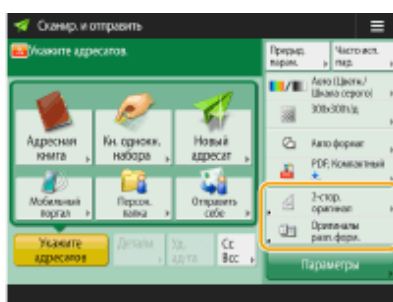 Сканир. и отправить
Укажите адресатов.
Предыд. парам.
Часто исп. пар.
Авто (Цветн./
Шкала серого)
300x300т/д
Авто формат
PDF; Компактный
2-стор.
оригинал
Оригиналы
разн.форм.
Параметры
Адресная
книга
Кн. однокн.
набора
Новый
адресат
Мобильный
портал
Персон.
папка
Отправить
себе
Укажите
адресатов
Детали
Уд.
ад-та
Cc
Bcc